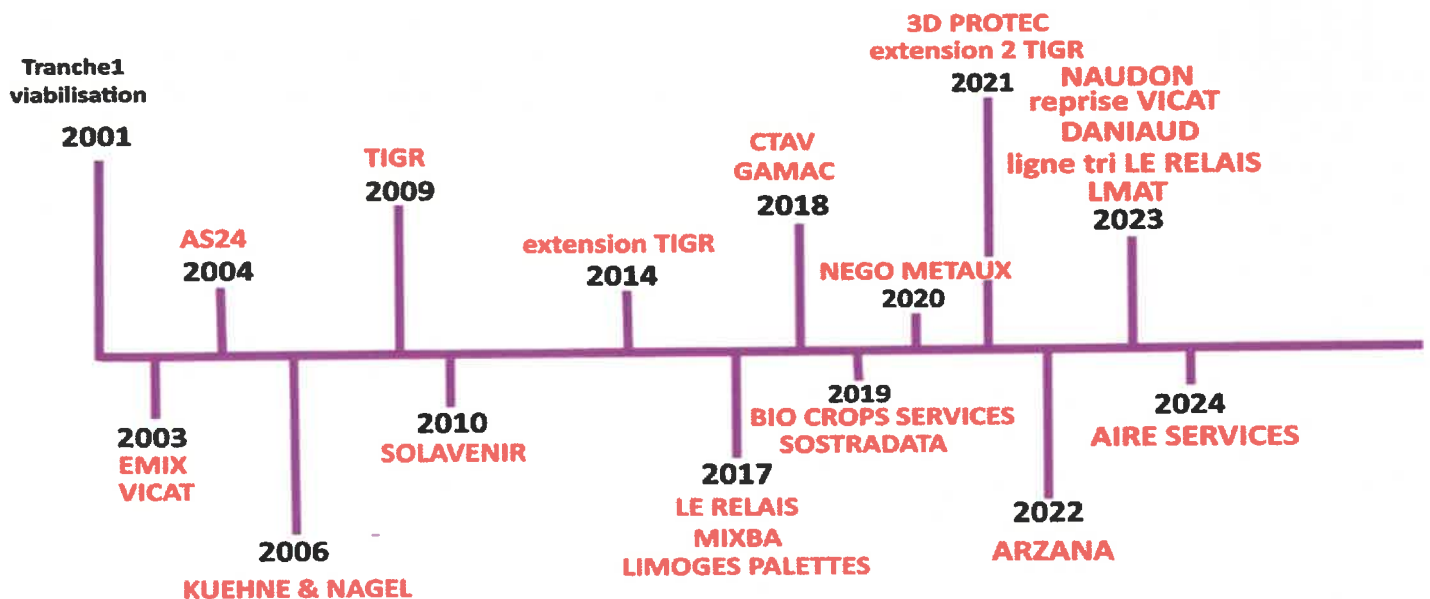 Tranche1
viabilisation
2001
2003
EMIX
VICAT
AS24
2004
2006
KUEHNE & NAGEL
TIGR
2009
2010
SOLAVENIR
extension TIGR
2014
2017
LE RELAIS
MIXBA
LIMOGES PALETTES
CTAV
GAMAC
2018
2019
BIO CROPS SERVICES
SOSTRADATA
NEGO METAUX
2020
3D PROTEC
extension 2 TIGR
2021
2022
ARZANA
NAUDON
reprise VICAT
DANIAUD
ligne tri LE RELAIS
LMAT
2023
2024
AIRE SERVICES